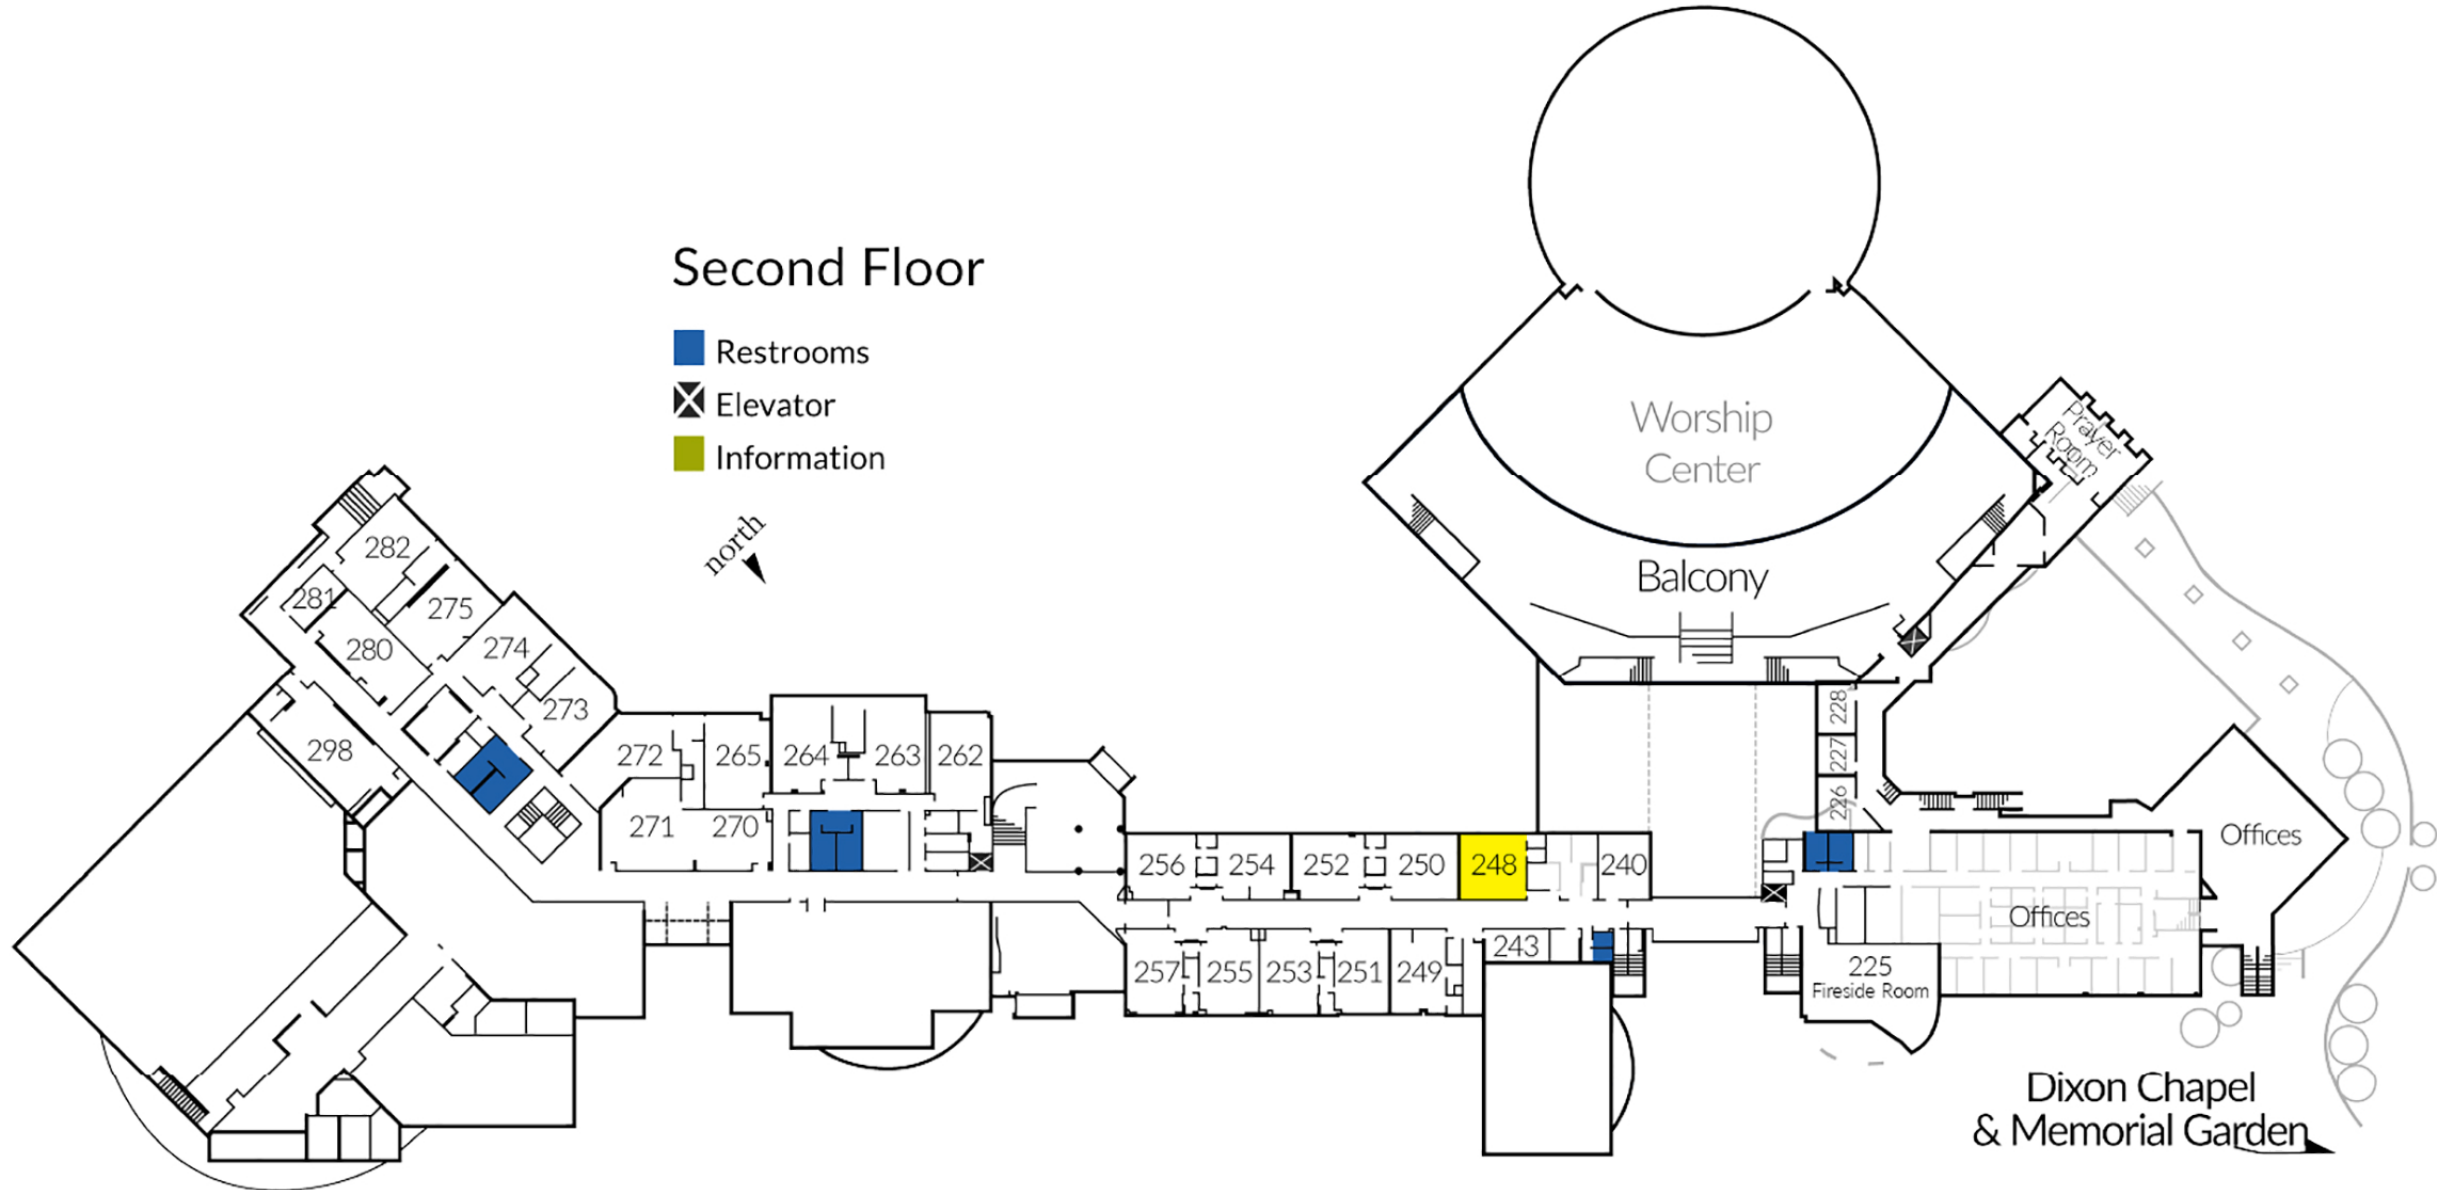 Second Floor
Restrooms
Elevator
Information
north
Worship
Center
Balcony
Prayer
Room
282
281
275
280
274
273
298
272
265
264
263
262
271
270
256
254
252
250
248
240
257
255
253
251
249
243
228
227
226
225
Fireside Room
Offices
Offices
Dixon Chapel
& Memorial Garden